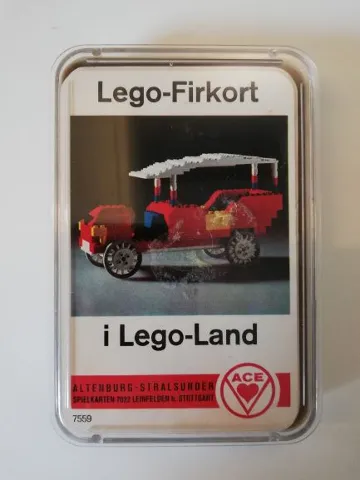 Lego-Firkort
i Lego-Land
ALTENBURG-STRALSUNDER
SPIELKARTEN 7022 LEINFELDEN b. STUTTGART
ACE
7559